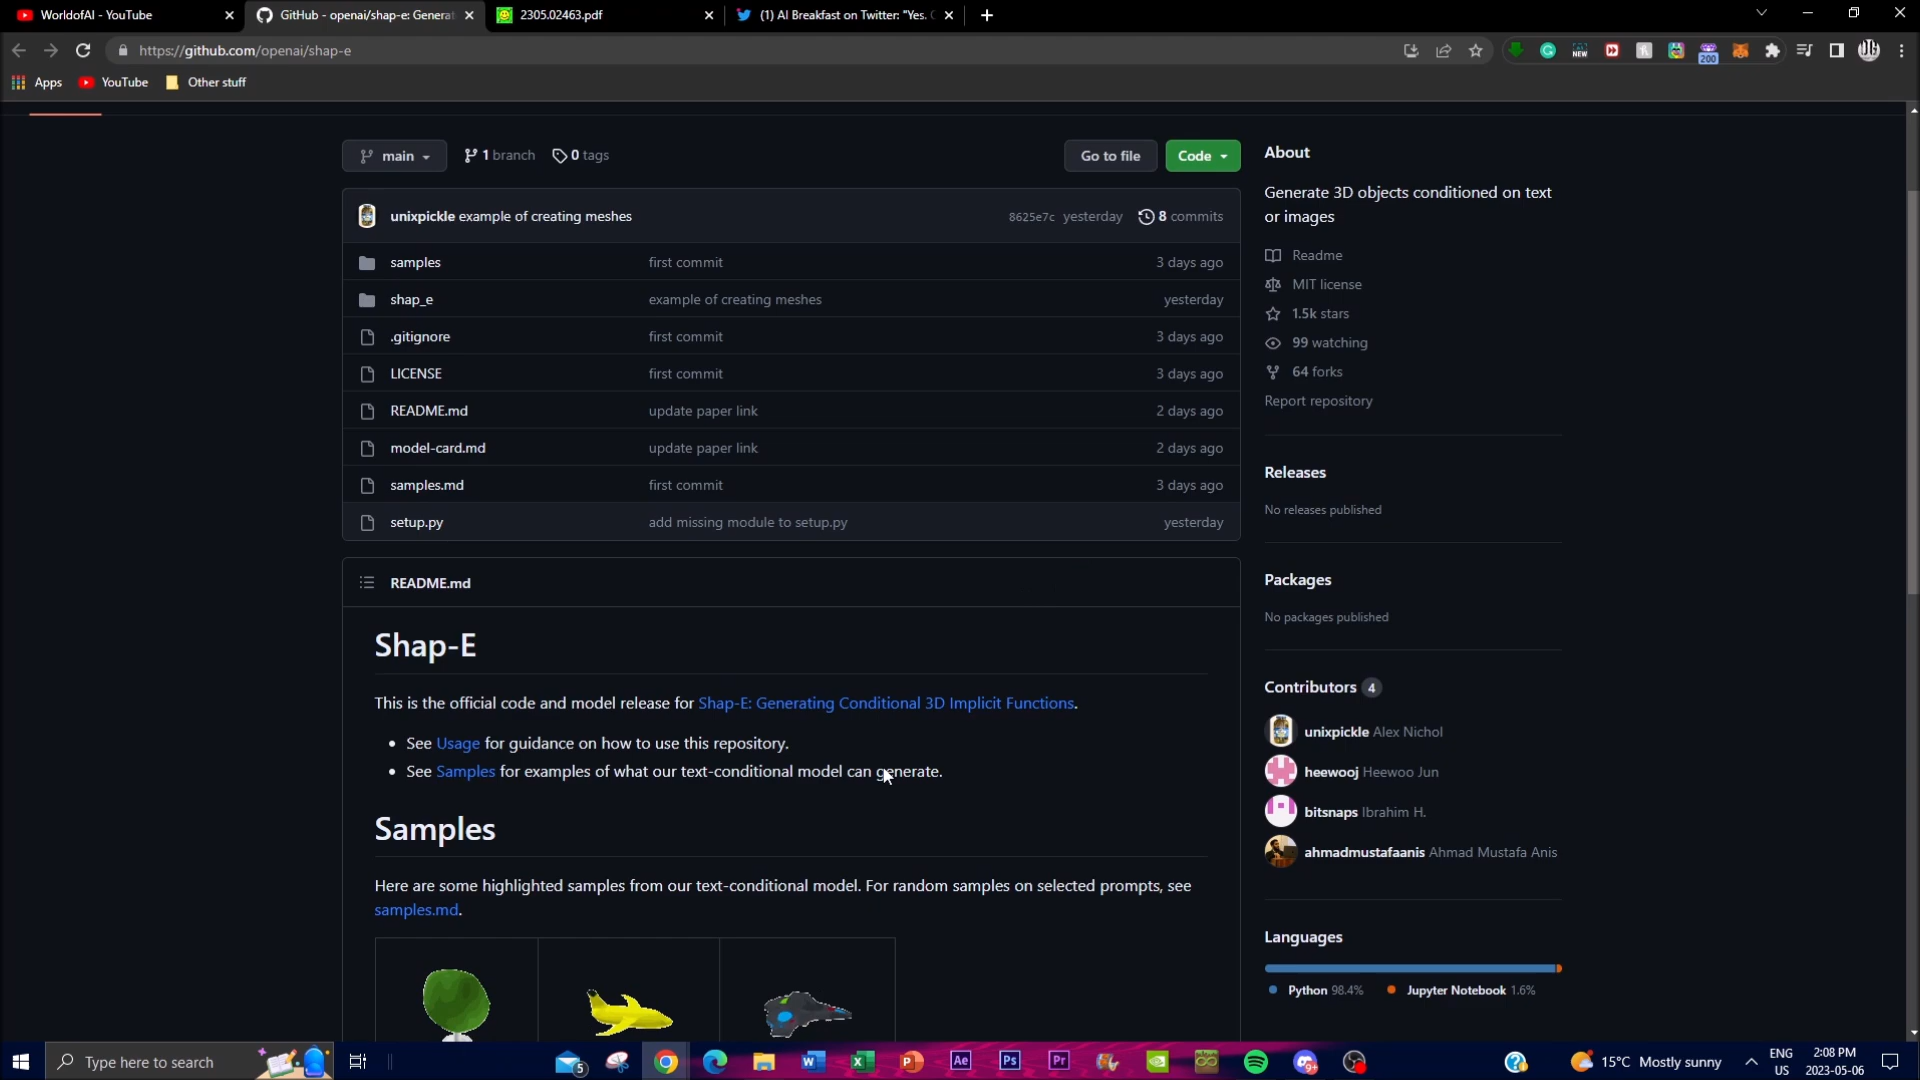 WorldofAI - YouTube
GitHub - openai/shap-e: Generat
2305.02463.pdf
(1) AI Breakfast on Twitter: "Yes.
https://github.com/openai/shap-e
NEW
200
Apps
YouTube
Other stuff
main
1 branch
0 tags
Go to file
Code
unixpickle example of creating meshes
8625e7c yesterday
8 commits
samples first commit 3 days ago
shap_e example of creating meshes yesterday
.gitignore first commit 3 days ago
LICENSE first commit 3 days ago
README.md update paper link 2 days ago
model-card.md update paper link 2 days ago
samples.md first commit 3 days ago
setup.py add missing module to setup.py yesterday
README.md
Shap-E
This is the official code and model release for Shap-E: Generating Conditional 3D Implicit Functions.
See Usage for guidance on how to use this repository.
See Samples for examples of what our text-conditional model can generate.
Samples
Here are some highlighted samples from our text-conditional model. For random samples on selected prompts, see
samples.md.
About
Generate 3D objects conditioned on text
or images
Readme
MIT license
1.5k stars
99 watching
64 forks
Report repository
Releases
No releases published
Packages
No packages published
Contributors 4
unixpickle Alex Nichol
heewooj Heewoo Jun
bitsnaps Ibrahim H.
ahmadmustafaanis Ahmad Mustafa Anis
Languages
Python 98.4%
Jupyter Notebook 1.6%
Type here to search
5
Ae
Ps
Pr
9+
15°C Mostly sunny
ENG
US
2:08 PM
2023-05-06